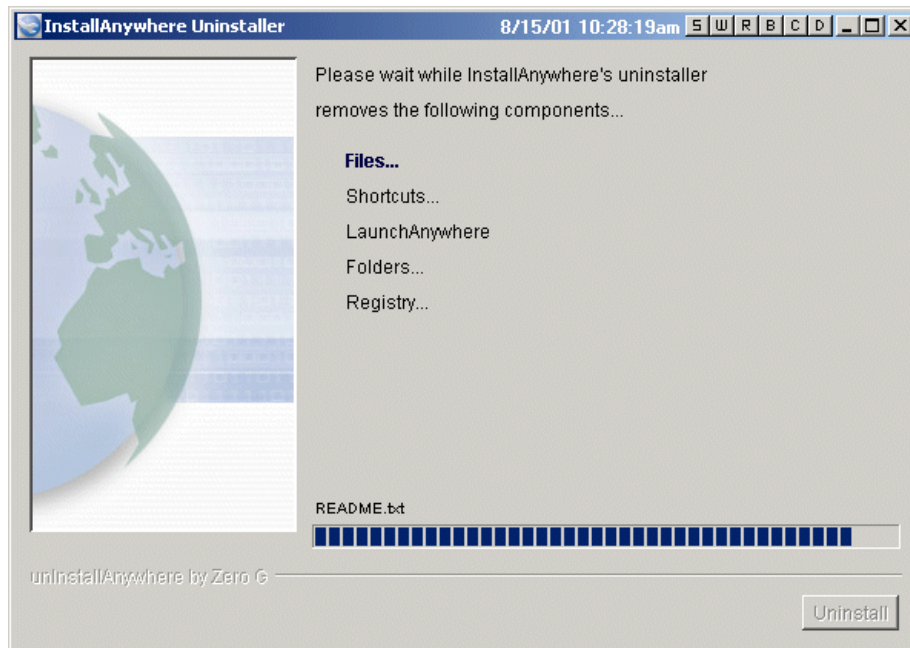 InstallAnywhere Uninstaller 8/15/01 10:28:19am S W R B C D
Please wait while InstallAnywhere's uninstaller
removes the following components...
Files...
Shortcuts...
LaunchAnywhere
Folders...
Registry...
README.txt
unInstallAnywhere by Zero G
Uninstall